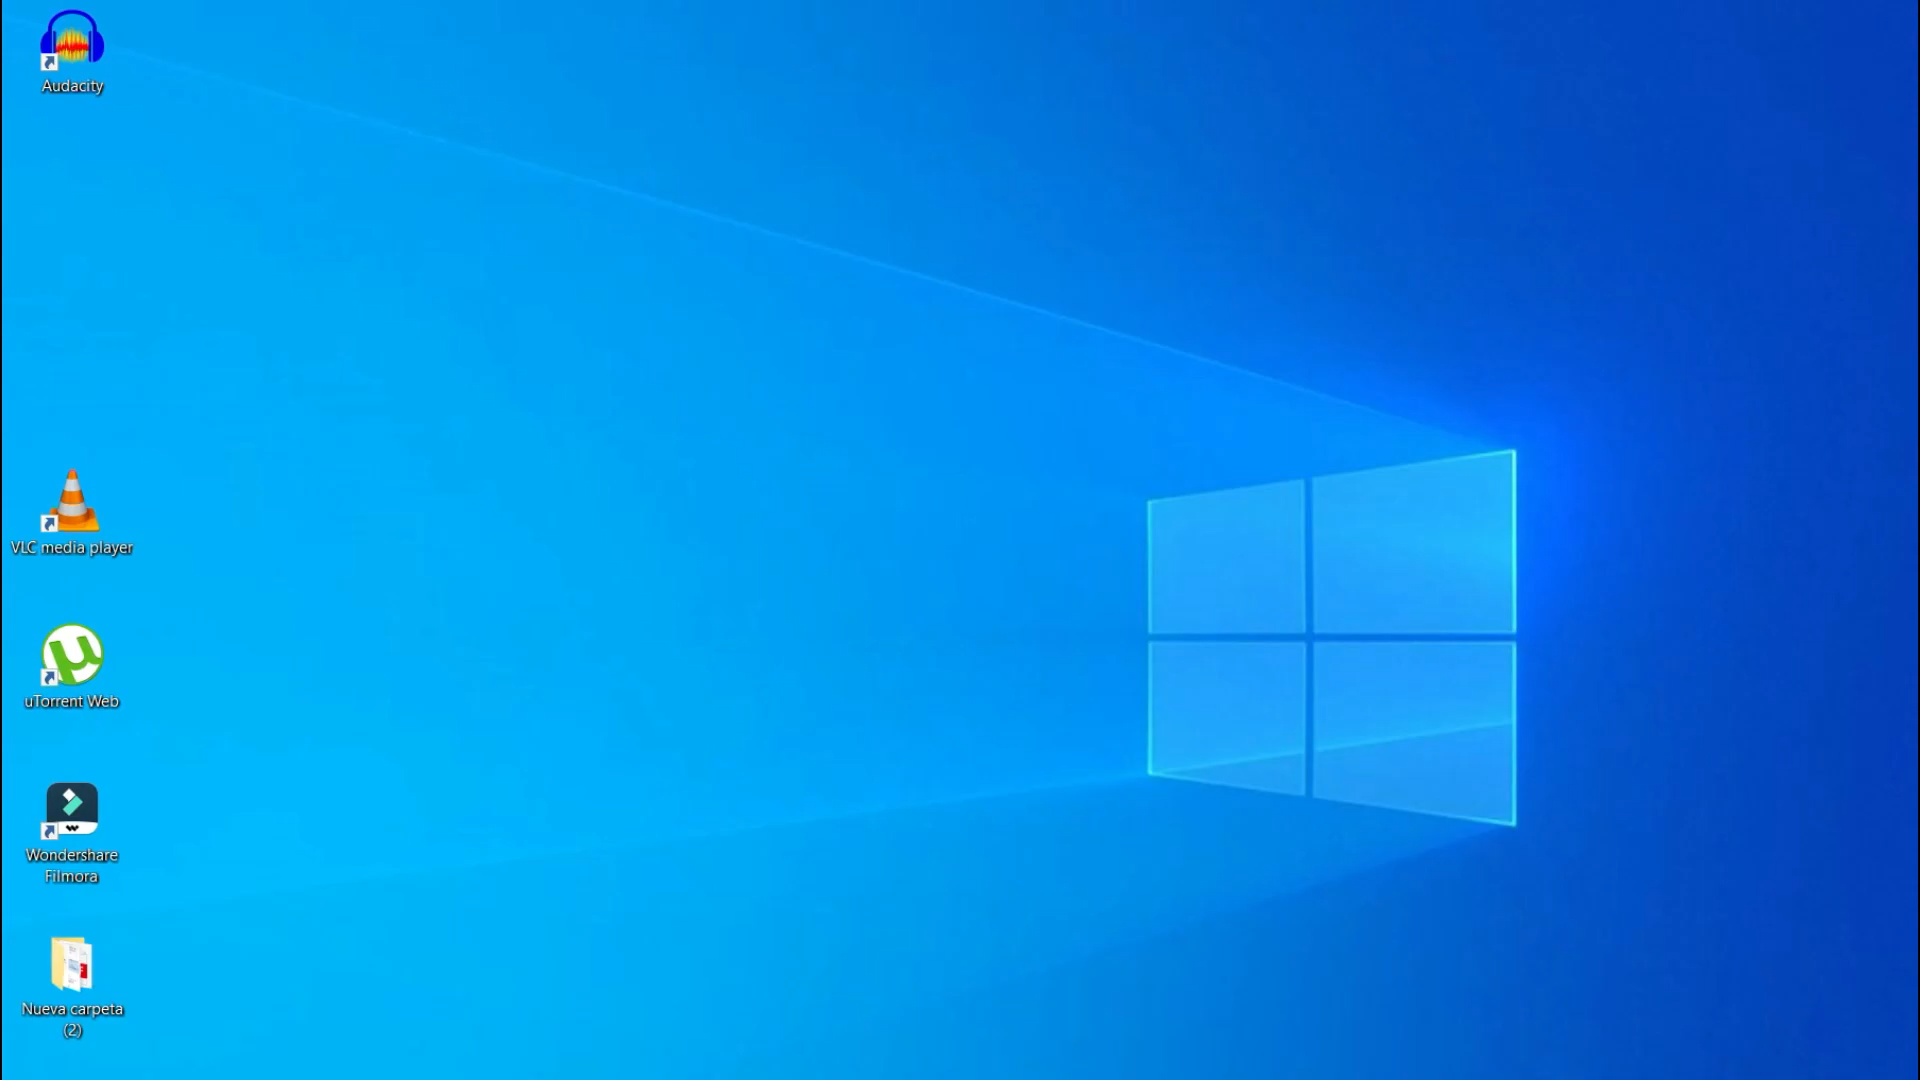 Audacity
VLC media player
uTorrent Web
Wondershare
Filmora
Nueva carpeta
(2)